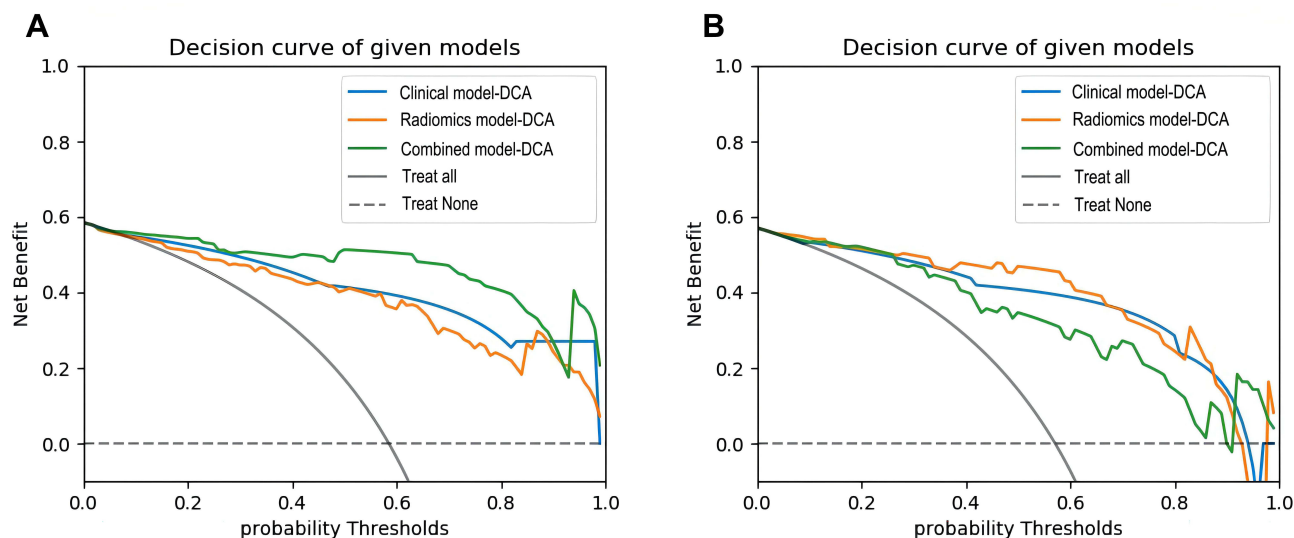 A
Decision curve of given models
1.0
0.8
0.6
0.4
0.2
0.0
Net Benefit
Clinical model-DCA
Radiomics model-DCA
Combined model-DCA
Treat all
Treat None
0.0 0.2 0.4 0.6 0.8 1.0
probability Thresholds
B
Decision curve of given models
1.0
0.8
0.6
0.4
0.2
0.0
Net Benefit
Clinical model-DCA
Radiomics model-DCA
Combined model-DCA
Treat all
Treat None
0.0 0.2 0.4 0.6 0.8 1.0
probability Thresholds